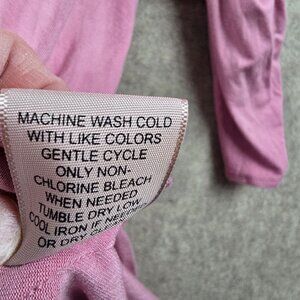 MACHINE WASH COLD
WITH LIKE COLORS
GENTLE CYCLE
ONLY NON-
CHLORINE BLEACH
WHEN NEEDED
TUMBLE DRY LOW
COOL IRON IF NEEDED
OR DRY